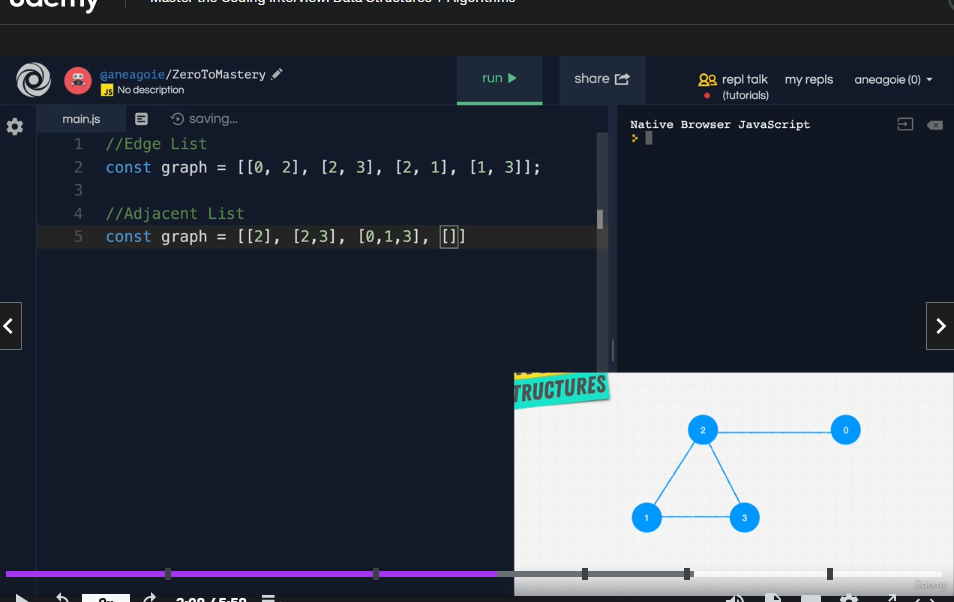 Udemy
Master the Coding Interview: Data Structures + Algorithms
@aneagoie/ZeroToMastery
JS No description
run
share
repl talk
(tutorials)
my repls
aneagoie (0)
main.js
saving...
1 //Edge List
2 const graph = [[0, 2], [2, 3], [2, 1], [1, 3]];
3
4 //Adjacent List
5 const graph = [[2], [2,3], [0,1,3], []]
Native Browser JavaScript
TRUCTURES
2
0
1
3
2:08 / 5:58
Udemy